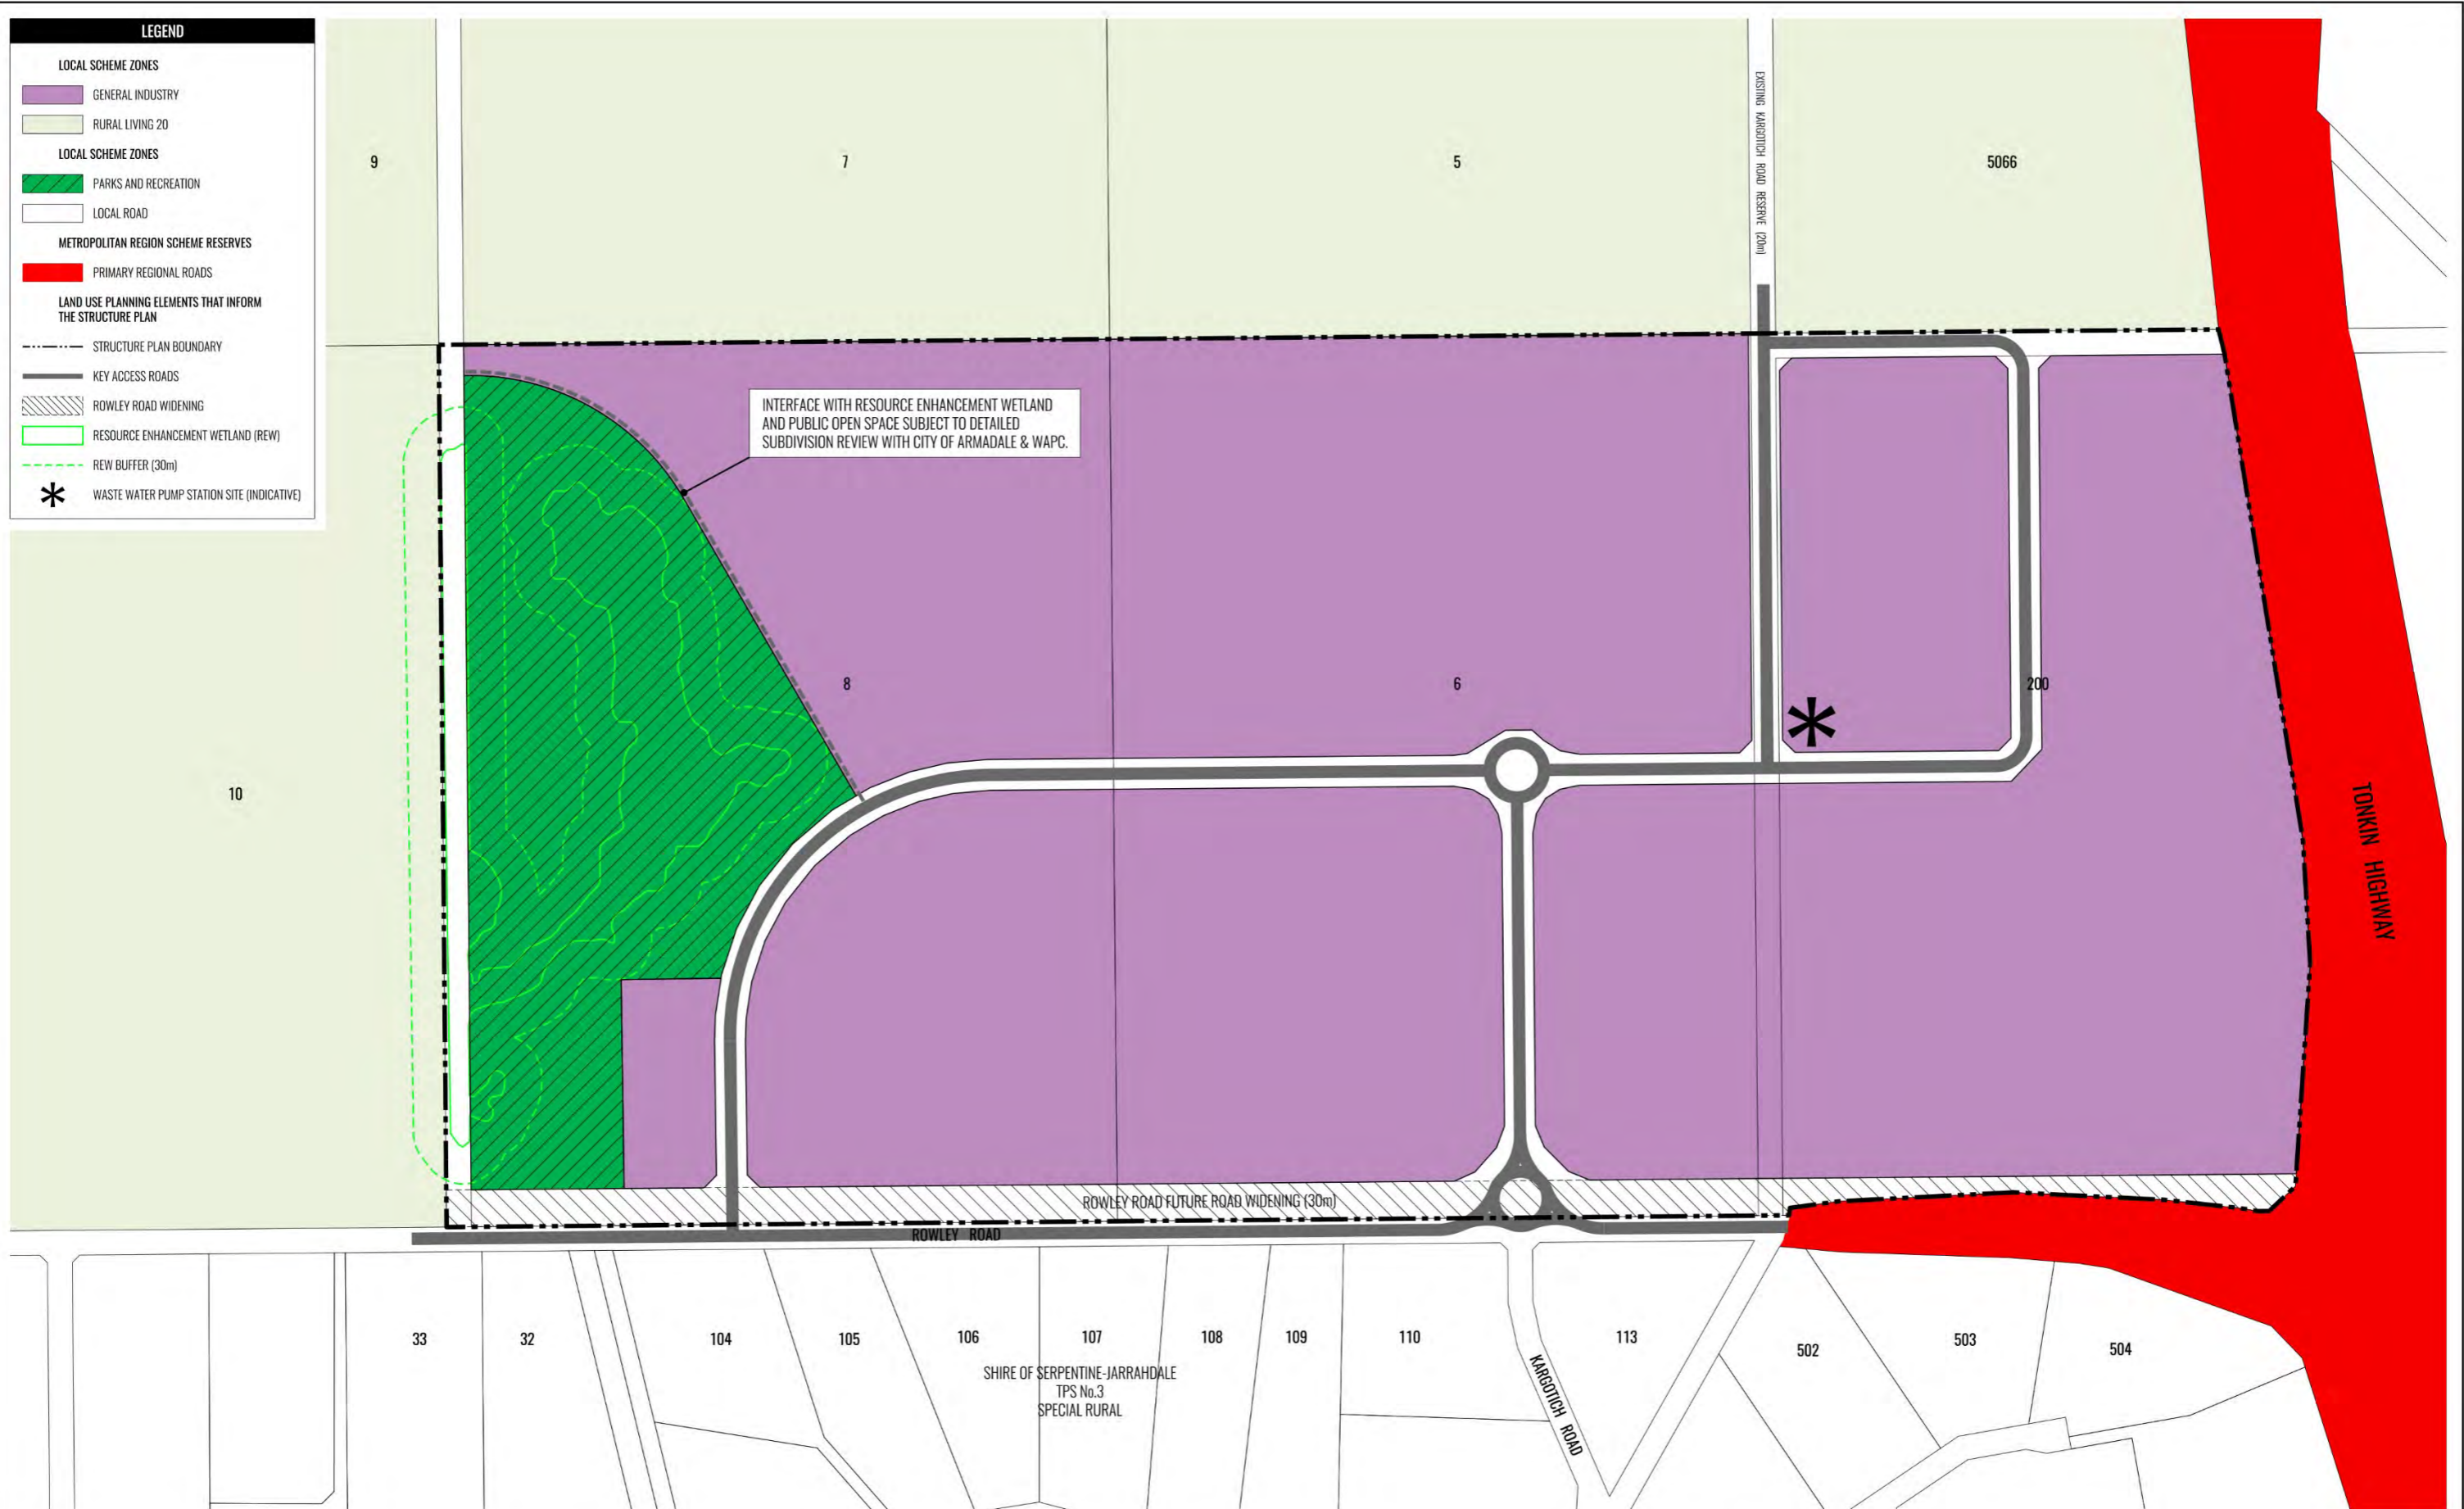 LEGEND
LOCAL SCHEME ZONES
GENERAL INDUSTRY
RURAL LIVING 20
LOCAL SCHEME ZONES
PARKS AND RECREATION
LOCAL ROAD
METROPOLITAN REGION SCHEME RESERVES
PRIMARY REGIONAL ROADS
LAND USE PLANNING ELEMENTS THAT INFORM
THE STRUCTURE PLAN
STRUCTURE PLAN BOUNDARY
KEY ACCESS ROADS
ROWLEY ROAD WIDENING
RESOURCE ENHANCEMENT WETLAND (REW)
REW BUFFER (30m)
WASTE WATER PUMP STATION SITE (INDICATIVE)
9
7
5
EXISTING KARGOTICH ROAD RESERVE (20m)
5066
INTERFACE WITH RESOURCE ENHANCEMENT WETLAND
AND PUBLIC OPEN SPACE SUBJECT TO DETAILED
SUBDIVISION REVIEW WITH CITY OF ARMADALE & WAPC.
8
6
200
10
TONKIN HIGHWAY
ROWLEY ROAD FUTURE ROAD WIDENING (30m)
ROWLEY ROAD
33
32
104
105
106
107
108
109
110
113
502
503
504
SHIRE OF SERPENTINE-JARRAHDALE
TPS No.3
SPECIAL RURAL
KARGOTICH ROAD